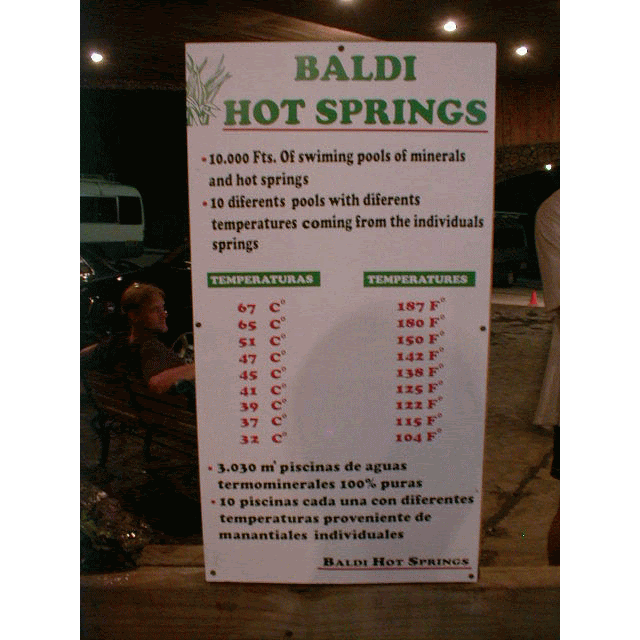 BALDI
HOT SPRINGS
• 10.000 Fts. Of swiming pools of minerals
and hot springs
• 10 diferents pools with diferents
temperatures coming from the individuals
springs
TEMPERATURAS TEMPERATURES
67 C° 187 F°
65 C° 180 F°
51 C° 150 F°
47 C° 142 F°
45 C° 138 F°
41 C° 125 F°
39 C° 122 F°
37 C° 115 F°
32 C° 104 F°
• 3.030 m² piscinas de aguas
termominerales 100% puras
• 10 piscinas cada una con diferentes
temperaturas proveniente de
manantiales individuales
BALDI HOT SPRINGS